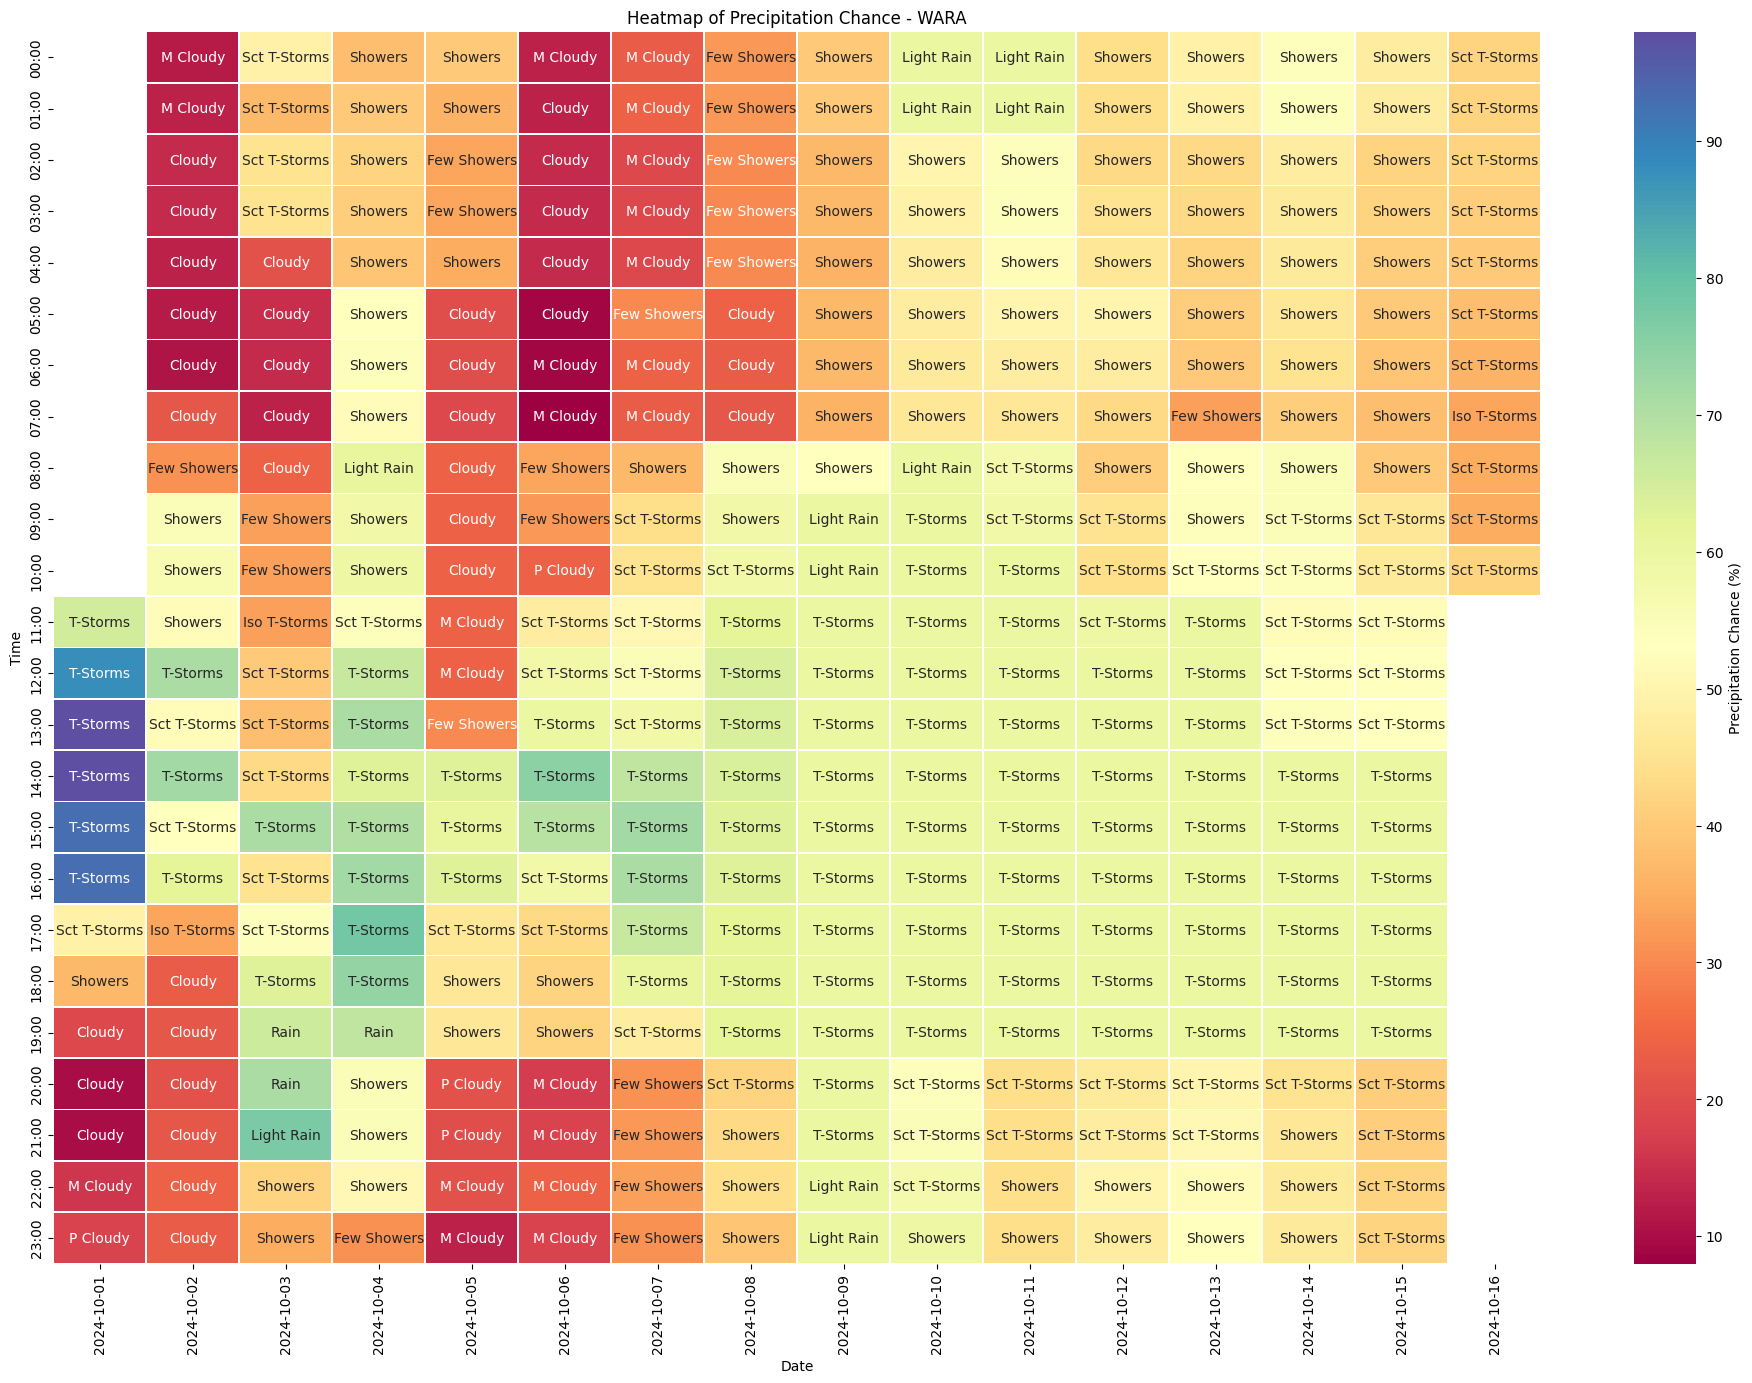 Heatmap of Precipitation Chance - WARA
Time
00:00 M Cloudy Sct T-Storms Showers Showers M Cloudy M Cloudy Few Showers Showers Light Rain Light Rain Showers Showers Showers Showers Sct T-Storms
01:00 M Cloudy Sct T-Storms Showers Showers Cloudy M Cloudy Few Showers Showers Light Rain Light Rain Showers Showers Showers Showers Sct T-Storms
02:00 Cloudy Sct T-Storms Showers Few Showers Cloudy M Cloudy Few Showers Showers Showers Showers Showers Showers Showers Showers Sct T-Storms
03:00 Cloudy Sct T-Storms Showers Few Showers Cloudy M Cloudy Few Showers Showers Showers Showers Showers Showers Showers Showers Sct T-Storms
04:00 Cloudy Cloudy Showers Showers Cloudy M Cloudy Few Showers Showers Showers Showers Showers Showers Showers Showers Sct T-Storms
05:00 Cloudy Cloudy Showers Cloudy Cloudy Few Showers Cloudy Showers Showers Showers Showers Showers Showers Showers Sct T-Storms
06:00 Cloudy Cloudy Showers Cloudy M Cloudy M Cloudy Cloudy Showers Showers Showers Showers Showers Showers Showers Sct T-Storms
07:00 Cloudy Cloudy Showers Cloudy M Cloudy M Cloudy Cloudy Showers Showers Showers Showers Few Showers Showers Showers Iso T-Storms
08:00 Few Showers Cloudy Light Rain Cloudy Few Showers Showers Showers Showers Light Rain Sct T-Storms Showers Showers Showers Showers Sct T-Storms
09:00 Showers Few Showers Showers Cloudy Few Showers Sct T-Storms Showers Light Rain T-Storms Sct T-Storms Sct T-Storms Showers Sct T-Storms Sct T-Storms Sct T-Storms
10:00 Showers Few Showers Showers Cloudy P Cloudy Sct T-Storms Sct T-Storms Light Rain T-Storms T-Storms Sct T-Storms Sct T-Storms Sct T-Storms Sct T-Storms Sct T-Storms
11:00 T-Storms Showers Iso T-Storms Sct T-Storms M Cloudy Sct T-Storms Sct T-Storms T-Storms T-Storms T-Storms T-Storms Sct T-Storms T-Storms Sct T-Storms Sct T-Storms
12:00 T-Storms T-Storms Sct T-Storms T-Storms M Cloudy Sct T-Storms Sct T-Storms T-Storms T-Storms T-Storms T-Storms T-Storms T-Storms Sct T-Storms Sct T-Storms
13:00 T-Storms Sct T-Storms Sct T-Storms T-Storms Few Showers T-Storms Sct T-Storms T-Storms T-Storms T-Storms T-Storms T-Storms T-Storms Sct T-Storms Sct T-Storms
14:00 T-Storms T-Storms Sct T-Storms T-Storms T-Storms T-Storms T-Storms T-Storms T-Storms T-Storms T-Storms T-Storms T-Storms T-Storms T-Storms
15:00 T-Storms Sct T-Storms T-Storms T-Storms T-Storms T-Storms T-Storms T-Storms T-Storms T-Storms T-Storms T-Storms T-Storms T-Storms T-Storms
16:00 T-Storms T-Storms Sct T-Storms T-Storms T-Storms Sct T-Storms T-Storms T-Storms T-Storms T-Storms T-Storms T-Storms T-Storms T-Storms T-Storms
17:00 Sct T-Storms Iso T-Storms Sct T-Storms T-Storms Sct T-Storms Sct T-Storms T-Storms T-Storms T-Storms T-Storms T-Storms T-Storms T-Storms T-Storms T-Storms
18:00 Showers Cloudy T-Storms T-Storms Showers Showers T-Storms T-Storms T-Storms T-Storms T-Storms T-Storms T-Storms T-Storms T-Storms
19:00 Cloudy Cloudy Rain Rain Showers Showers Sct T-Storms T-Storms T-Storms T-Storms T-Storms T-Storms T-Storms T-Storms T-Storms
20:00 Cloudy Cloudy Rain Showers P Cloudy M Cloudy Few Showers Sct T-Storms T-Storms Sct T-Storms Sct T-Storms Sct T-Storms Sct T-Storms Sct T-Storms Sct T-Storms
21:00 Cloudy Cloudy Light Rain Showers P Cloudy M Cloudy Few Showers Showers T-Storms Sct T-Storms Sct T-Storms Sct T-Storms Sct T-Storms Showers Sct T-Storms
22:00 M Cloudy Cloudy Showers Showers M Cloudy M Cloudy Few Showers Showers Light Rain Sct T-Storms Showers Showers Showers Showers Sct T-Storms
23:00 P Cloudy Cloudy Showers Few Showers M Cloudy M Cloudy Few Showers Showers Light Rain Showers Showers Showers Showers Showers Sct T-Storms
2024-10-01 2024-10-02 2024-10-03 2024-10-04 2024-10-05 2024-10-06 2024-10-07 2024-10-08 2024-10-09 2024-10-10 2024-10-11 2024-10-12 2024-10-13 2024-10-14 2024-10-15 2024-10-16
Date
90
80
70
60
50
40
30
20
10
Precipitation Chance (%)